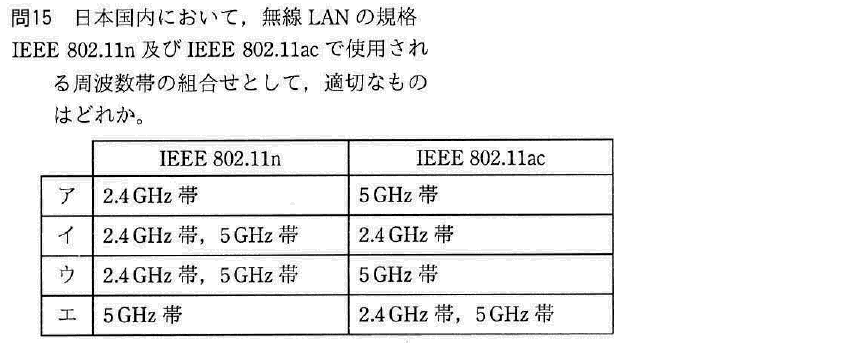 問15　日本国内において，無線 LAN の規格
IEEE 802.11n 及び IEEE 802.11ac で使用され
る周波数帯の組合せとして，適切なもの
はどれか。
IEEE 802.11n　IEEE 802.11ac
ア　2.4 GHz 帯　5 GHz 帯
イ　2.4 GHz 帯，5 GHz 帯　2.4 GHz 帯
ウ　2.4 GHz 帯，5 GHz 帯　5 GHz 帯
エ　5 GHz 帯　2.4 GHz 帯，5 GHz 帯